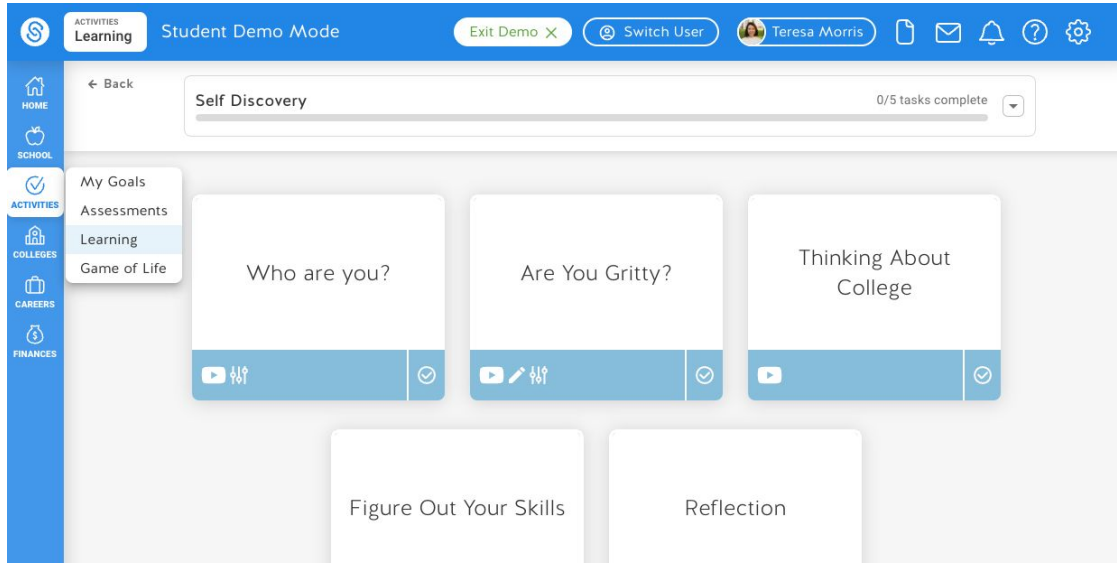 ACTIVITIES
Learning
Student Demo Mode
Exit Demo
Switch User
Teresa Morris
HOME
SCHOOL
ACTIVITIES
COLLEGES
CAREERS
FINANCES
Back
Self Discovery
0/5 tasks complete
My Goals
Assessments
Learning
Game of Life
Who are you?
Are You Gritty?
Thinking About
College
Figure Out Your Skills
Reflection